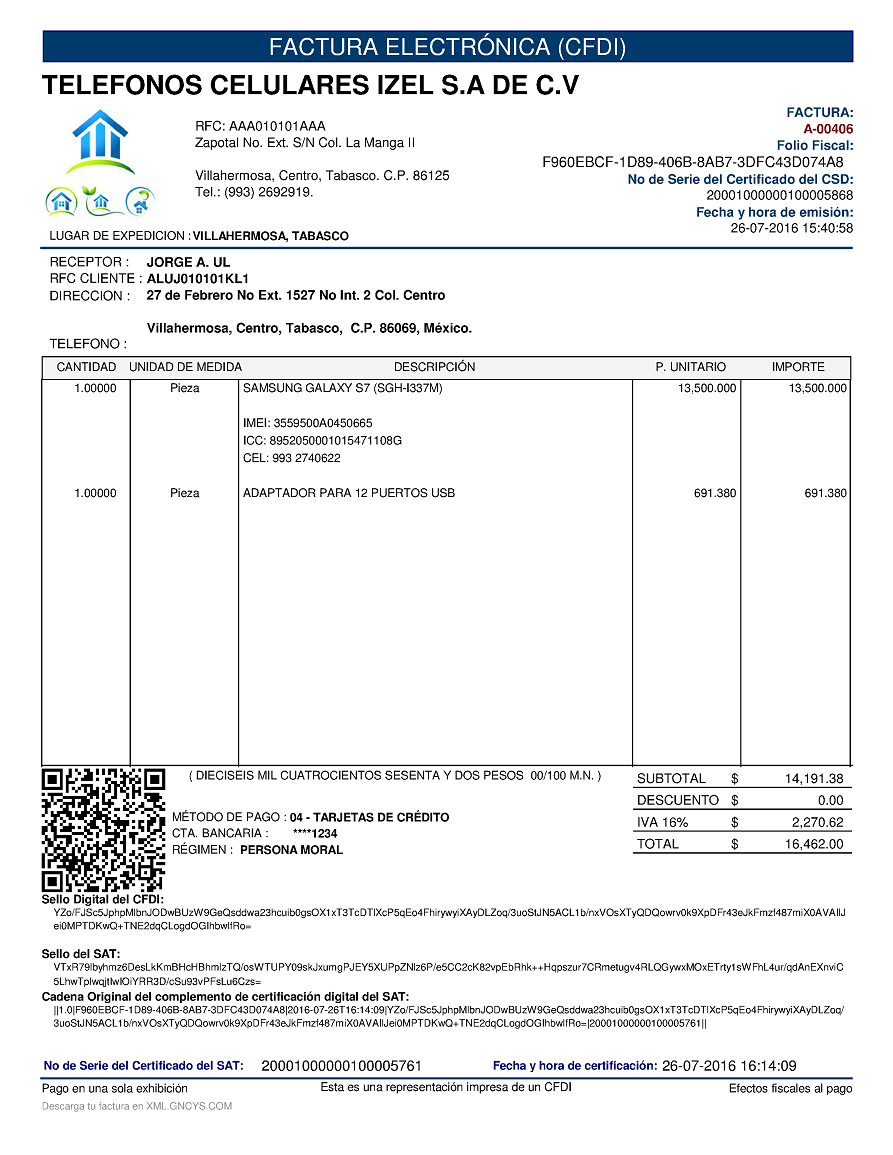 FACTURA ELECTRÓNICA (CFDI)
TELEFONOS CELULARES IZEL S.A DE C.V
RFC: AAA010101AAA
Zapotal No. Ext. S/N Col. La Manga II
Villahermosa, Centro, Tabasco. C.P. 86125
Tel.: (993) 2692919.
FACTURA:
A-00406
Folio Fiscal:
F960EBCF-1D89-406B-8AB7-3DFC43D074A8
No de Serie del Certificado del CSD:
20001000000100005868
Fecha y hora de emisión:
26-07-2016 15:40:58
LUGAR DE EXPEDICION : VILLAHERMOSA, TABASCO
RECEPTOR : JORGE A. UL
RFC CLIENTE : ALUJ010101KL1
DIRECCION : 27 de Febrero No Ext. 1527 No Int. 2 Col. Centro
Villahermosa, Centro, Tabasco, C.P. 86069, México.
TELEFONO :
CANTIDAD UNIDAD DE MEDIDA DESCRIPCIÓN P. UNITARIO IMPORTE
1.00000 Pieza SAMSUNG GALAXY S7 (SGH-I337M) 13,500.000 13,500.000
IMEI: 3559500A0450665
ICC: 8952050001015471108G
CEL: 993 2740622
1.00000 Pieza ADAPTADOR PARA 12 PUERTOS USB 691.380 691.380
( DIECISEIS MIL CUATROCIENTOS SESENTA Y DOS PESOS 00/100 M.N. )
MÉTODO DE PAGO : 04 - TARJETAS DE CRÉDITO
CTA. BANCARIA : ****1234
RÉGIMEN : PERSONA MORAL
SUBTOTAL $ 14,191.38
DESCUENTO $ 0.00
IVA 16% $ 2,270.62
TOTAL $ 16,462.00
Sello Digital del CFDI:
YZo/FJSc5JphpMlbnJODwBUzW9GeQsddwa23hcuib0gsOX1xT3TcDTlXcP5qEo4FhirywyiXAyDLZoq/3uoStJN5ACL1b/nxVOsXTyQDQowrv0k9XpDFr43eJkFmzf487miX0AVAIlJ
ei0MPTDKwQ+TNE2dqCLogdOGIhbwlfRo=
Sello del SAT:
VTxR79lbyhmz6DesLkKmBHcHBhmlzTQ/osWTUPY09skJxumgPJEY5XUPpZNlz6P/e5CC2cK82vpEbRhk++Hqpszur7CRmetugv4RLQGywxMOxETrty1sWFhL4ur/qdAnEXnviC
5LhwTplwqjtIwIOiYRR3D/cSu93vPFsLu6Czs=
Cadena Original del complemento de certificación digital del SAT:
||1.0|F960EBCF-1D89-406B-8AB7-3DFC43D074A8|2016-07-26T16:14:09|YZo/FJSc5JphpMlbnJODwBUzW9GeQsddwa23hcuib0gsOX1xT3TcDTlXcP5qEo4FhirywyiXAyDLZoq/
3uoStJN5ACL1b/nxVOsXTyQDQowrv0k9XpDFr43eJkFmzf487miX0AVAIlJei0MPTDKwQ+TNE2dqCLogdOGIhbwlfRo=|20001000000100005761||
No de Serie del Certificado del SAT: 20001000000100005761 Fecha y hora de certificación: 26-07-2016 16:14:09
Pago en una sola exhibición Esta es una representación impresa de un CFDI Efectos fiscales al pago
Descarga tu factura en XML.GNCYS.COM